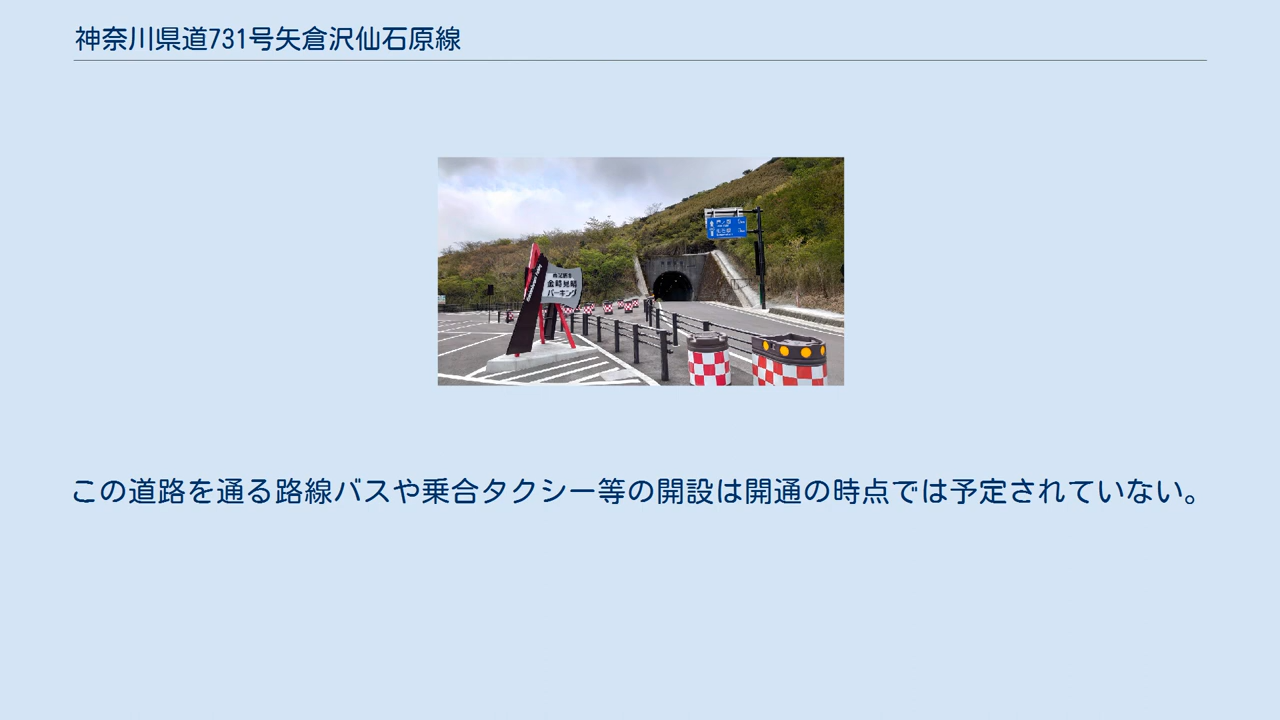 神奈川県道731号矢倉沢仙石原線
金時見晴
パーキング
この道路を通る路線バスや乗合タクシー等の開設は開通の時点では予定されていない。